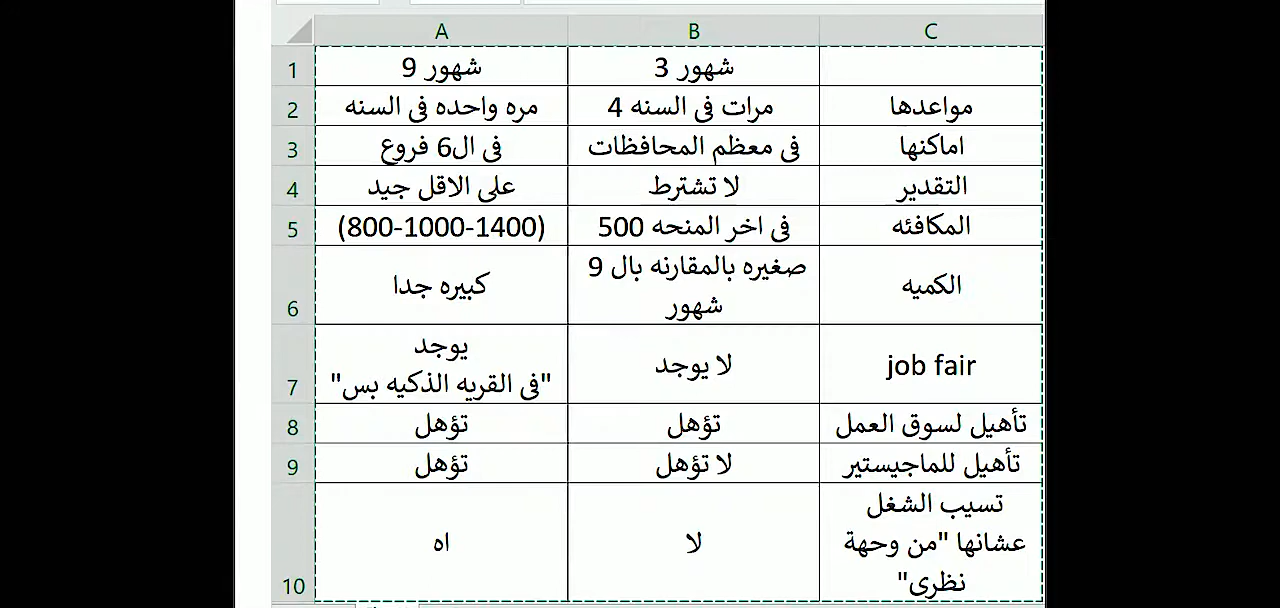 A B C
1 9 شهور 3 شهور
2 مره واحده فى السنه 4 مرات فى السنه مواعدها
3 فى ال6 فروع فى معظم المحافظات اماكنها
4 على الاقل جيد لا تشترط التقدير
5 (800-1000-1400) 500 فى اخر المنحه المكافئه
6 كبيره جدا صغيره بالمقارنه بال 9
شهور الكميه
7 يوجد
"فى القريه الذكيه بس" لا يوجد job fair
8 تؤهل تؤهل تأهيل لسوق العمل
9 تؤهل لا تؤهل تأهيل للماجيستير
10 اه لا تسيب الشغل
عشانها "من وحهة
نظرى"